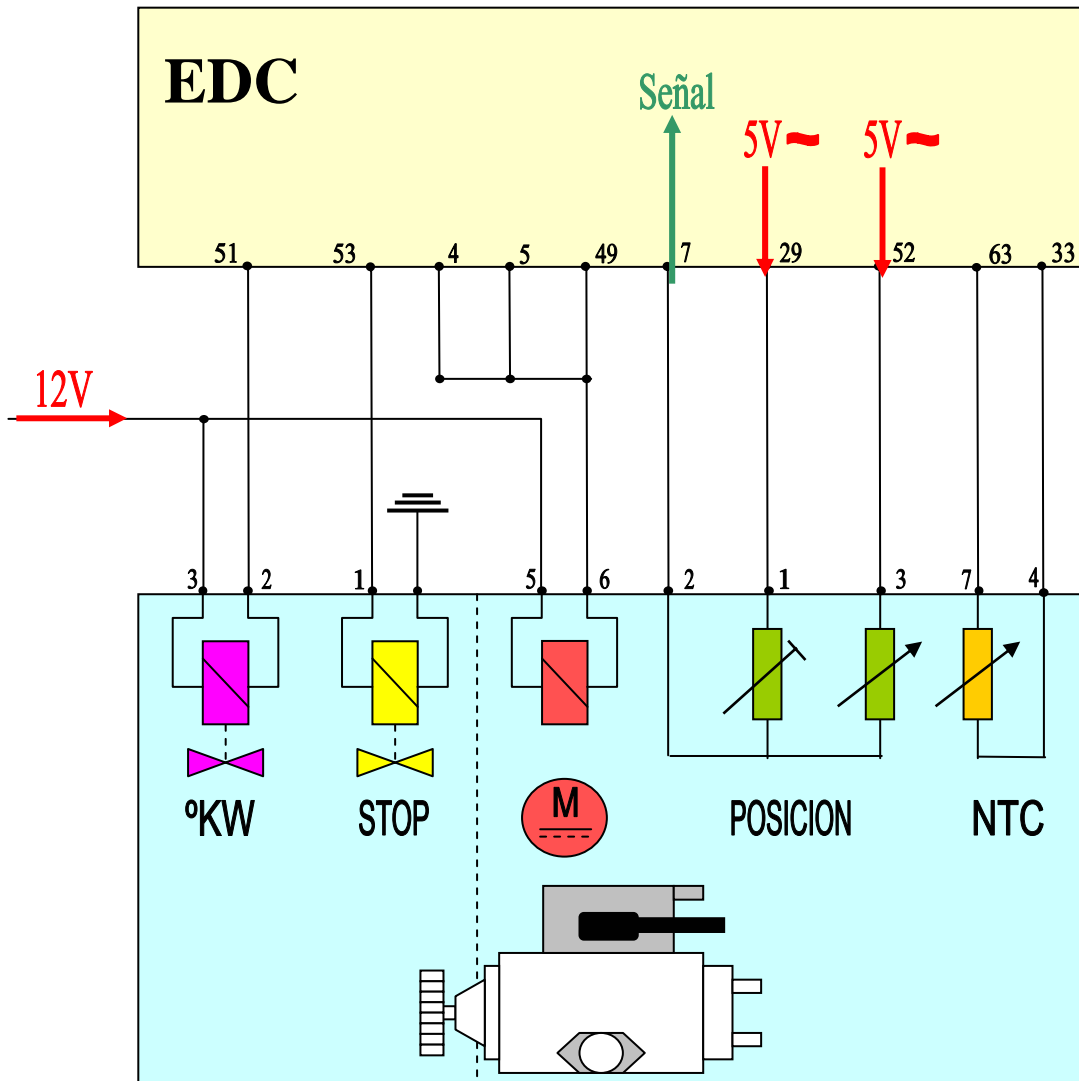 EDC
Señal
5V~ 5V~
51 53 4 5 49 7 29 52 63 33
12V
3 2 1 5 6 2 1 3 7 4
ºKW STOP M POSICION NTC